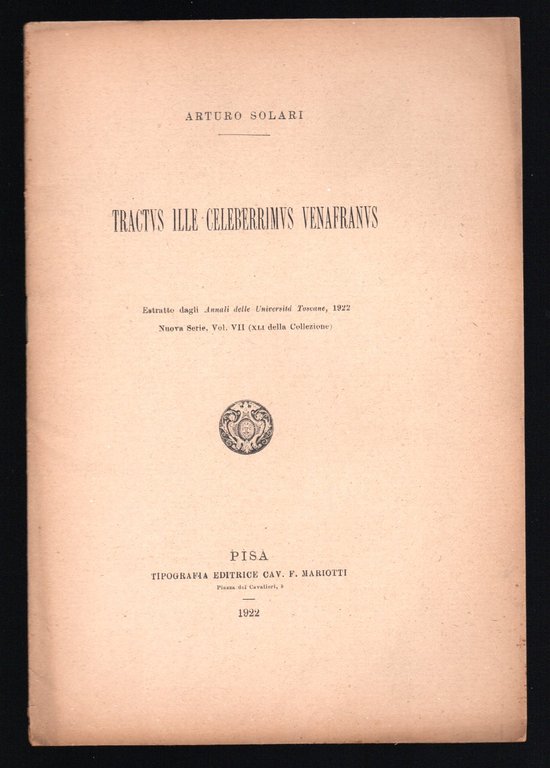 ARTURO SOLARI
TRACTVS ILLE CELEBERRIMVS VENAFRANVS
Estratto dagli Annali delle Università Toscane, 1922
Nuova Serie. Vol. VII (XLI della Collezione)
PISA
TIPOGRAFIA EDITRICE CAV. F. MARIOTTI
Piazza dei Cavalieri, 5
1922